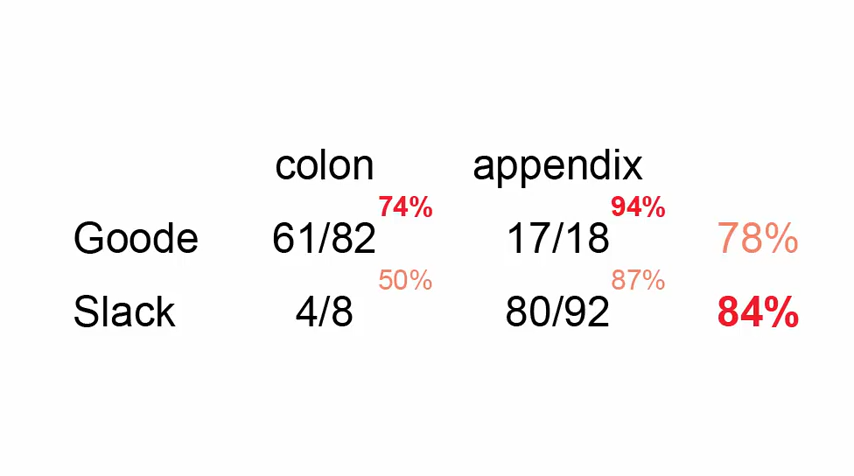 colon appendix
74% 94%
Goode 61/82 17/18 78%
50% 87%
Slack 4/8 80/92 84%